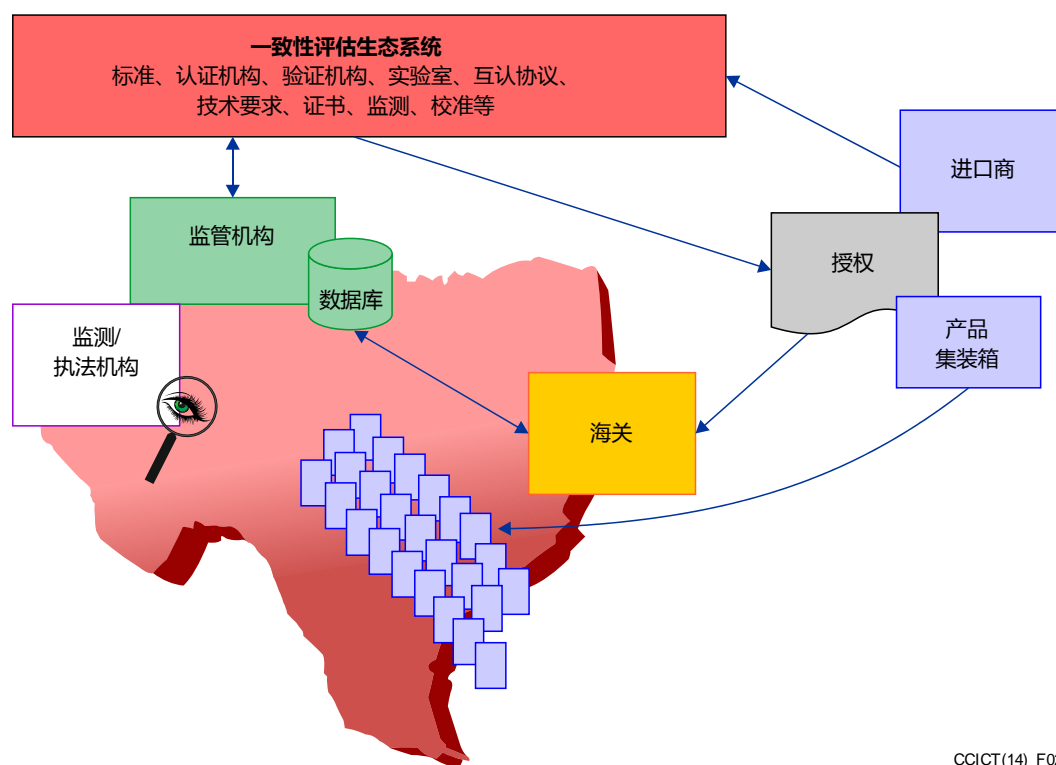 一致性评估生态系统
标准、认证机构、验证机构、实验室、互认协议、
技术要求、证书、监测、校准等
进口商
监管机构
授权
数据库
产品
集装箱
监测/
执法机构
海关
CCICT(14)_F02